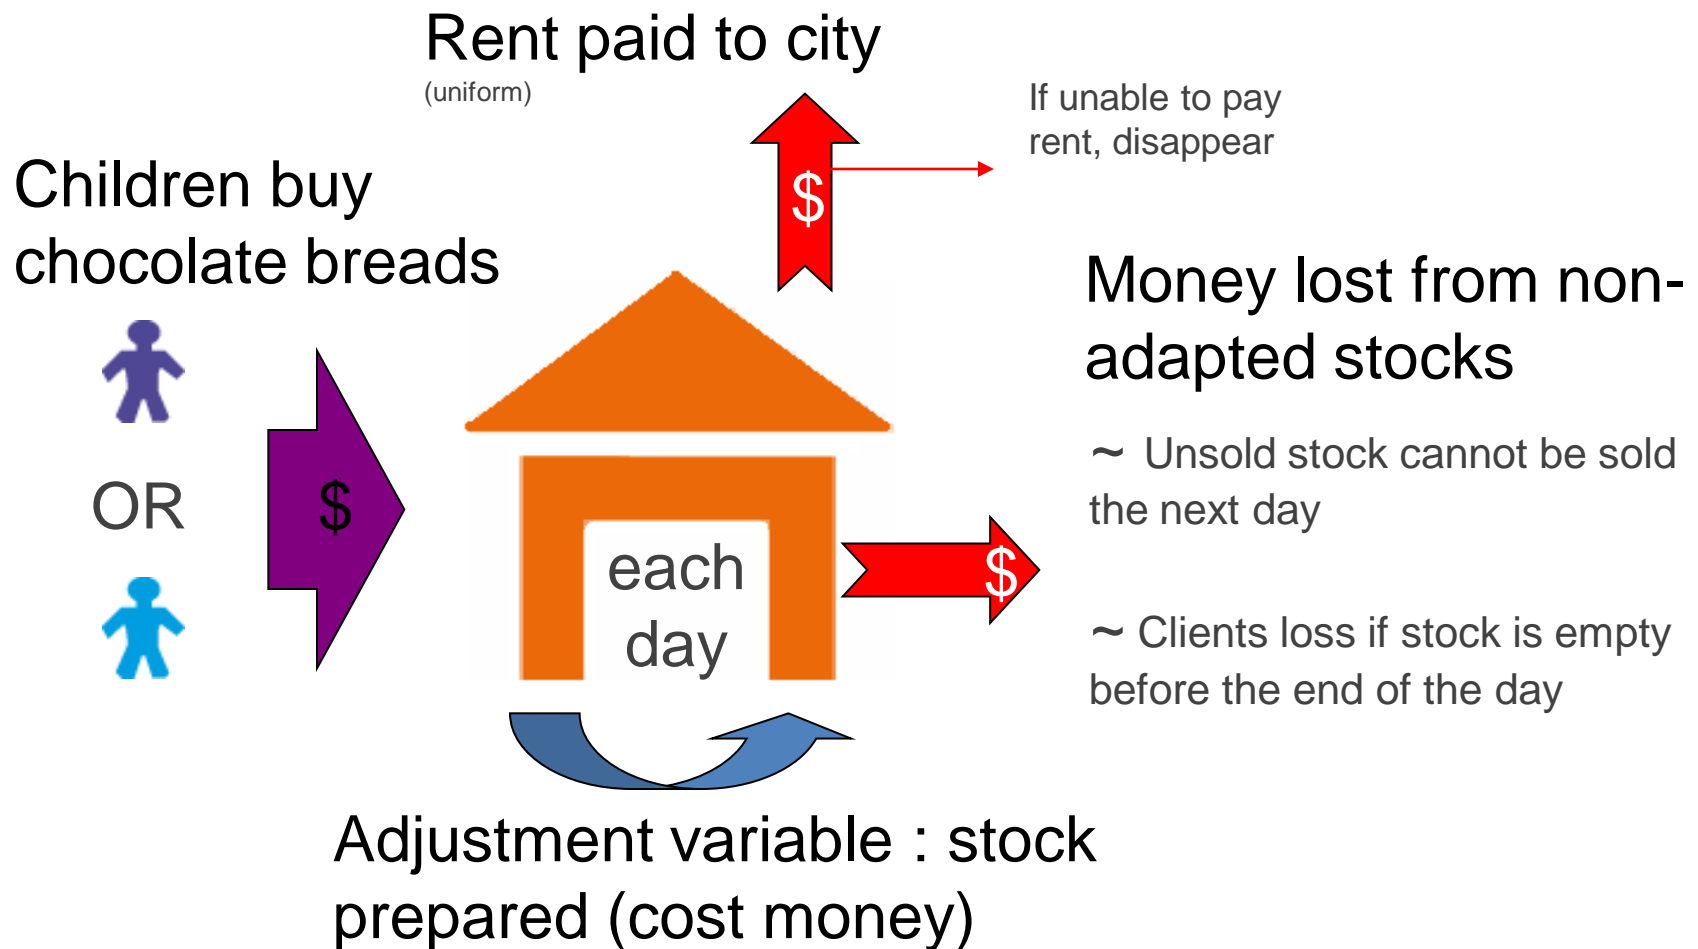 Rent paid to city
(uniform)
If unable to pay
rent, disappear
$
Children buy
chocolate breads
OR
$
each
day
$
Money lost from non-
adapted stocks
~ Unsold stock cannot be sold
the next day
~ Clients loss if stock is empty
before the end of the day
Adjustment variable : stock
prepared (cost money)